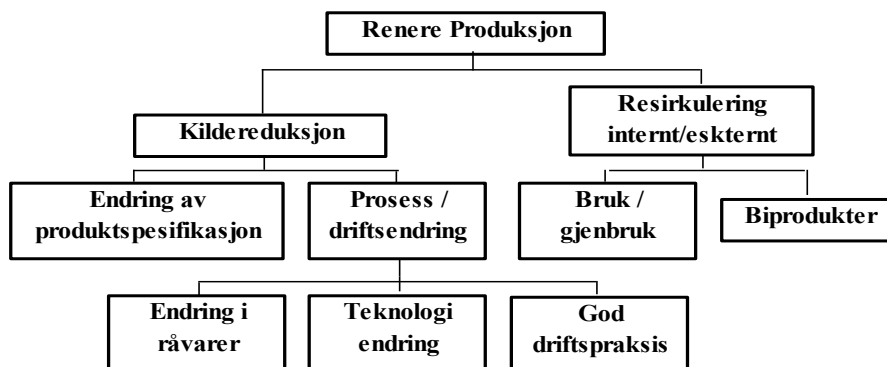 Renere Produksjon
Kildereduksjon
Resirkulering
internt/eskternt
Endring av
produktspesifikasjon
Prosess /
driftsendring
Bruk /
gjenbruk
Biprodukter
Endring i
råvarer
Teknologi
endring
God
driftspraksis